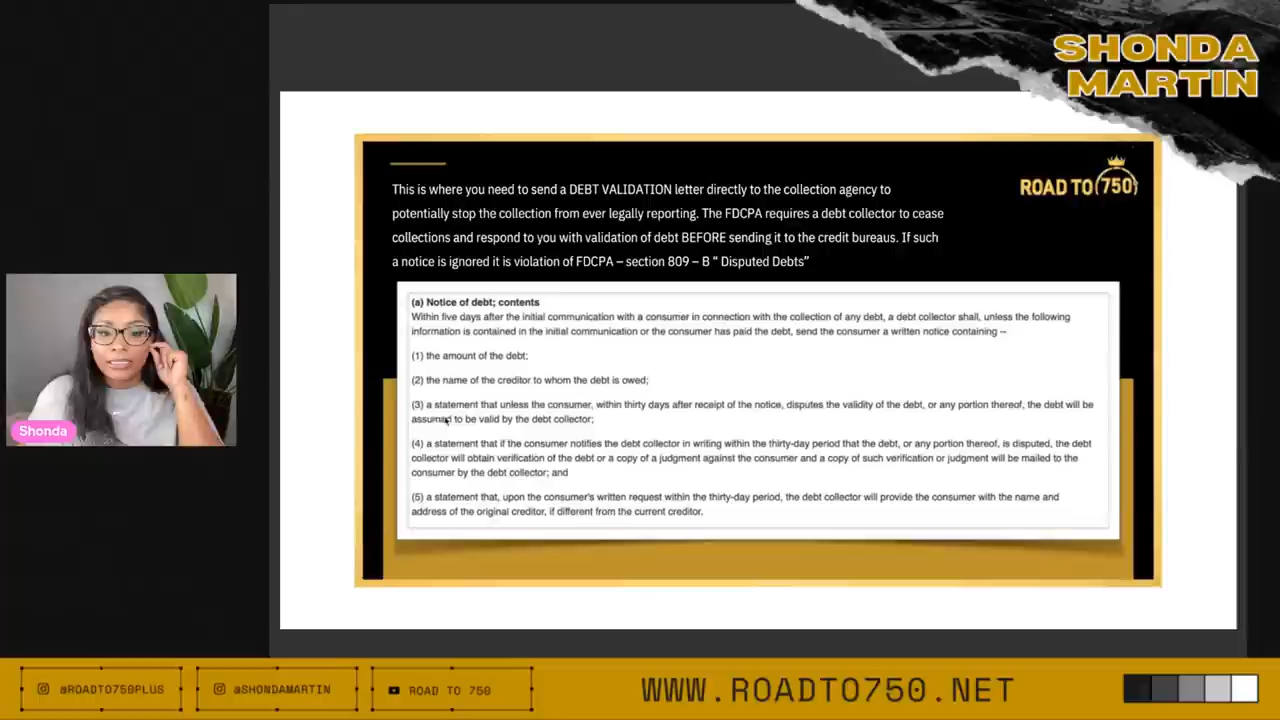 SHONDA
MARTIN
ROAD TO 750
This is where you need to send a DEBT VALIDATION letter directly to the collection agency to
potentially stop the collection from ever legally reporting. The FDCPA requires a debt collector to cease
collections and respond to you with validation of debt BEFORE sending it to the credit bureaus. If such
a notice is ignored it is violation of FDCPA – section 809 – B “ Disputed Debts”
(a) Notice of debt; contents
Within five days after the initial communication with a consumer in connection with the collection of any debt, a debt collector shall, unless the following
information is contained in the initial communication or the consumer has paid the debt, send the consumer a written notice containing --
(1) the amount of the debt;
(2) the name of the creditor to whom the debt is owed;
(3) a statement that unless the consumer, within thirty days after receipt of the notice, disputes the validity of the debt, or any portion thereof, the debt will be
assumed to be valid by the debt collector;
(4) a statement that if the consumer notifies the debt collector in writing within the thirty-day period that the debt, or any portion thereof, is disputed, the debt
collector will obtain verification of the debt or a copy of a judgment against the consumer and a copy of such verification or judgment will be mailed to the
consumer by the debt collector; and
(5) a statement that, upon the consumer's written request within the thirty-day period, the debt collector will provide the consumer with the name and
address of the original creditor, if different from the current creditor.
Shonda
@ROADTO750PLUS
@SHONDAMARTIN
ROAD TO 750
WWW.ROADTO750.NET